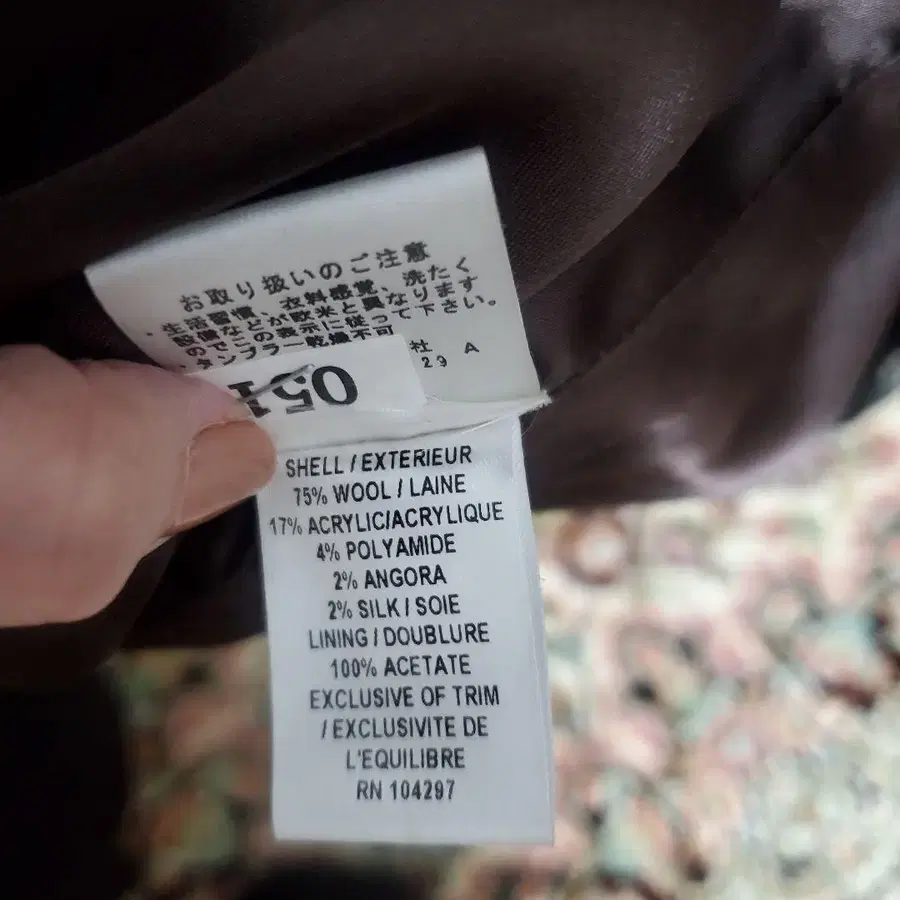 お取り扱いのご注意
・生活習慣、衣料感覚、洗たく
設備などが欧米と異なります
のでこの表示に従って下さい。
・タンブラー乾燥不可
社
29 A
051
SHELL / EXTERIEUR
75% WOOL / LAINE
17% ACRYLIC/ACRYLIQUE
4% POLYAMIDE
2% ANGORA
2% SILK / SOIE
LINING / DOUBLURE
100% ACETATE
EXCLUSIVE OF TRIM
/ EXCLUSIVITE DE
L'EQUILIBRE
RN 104297